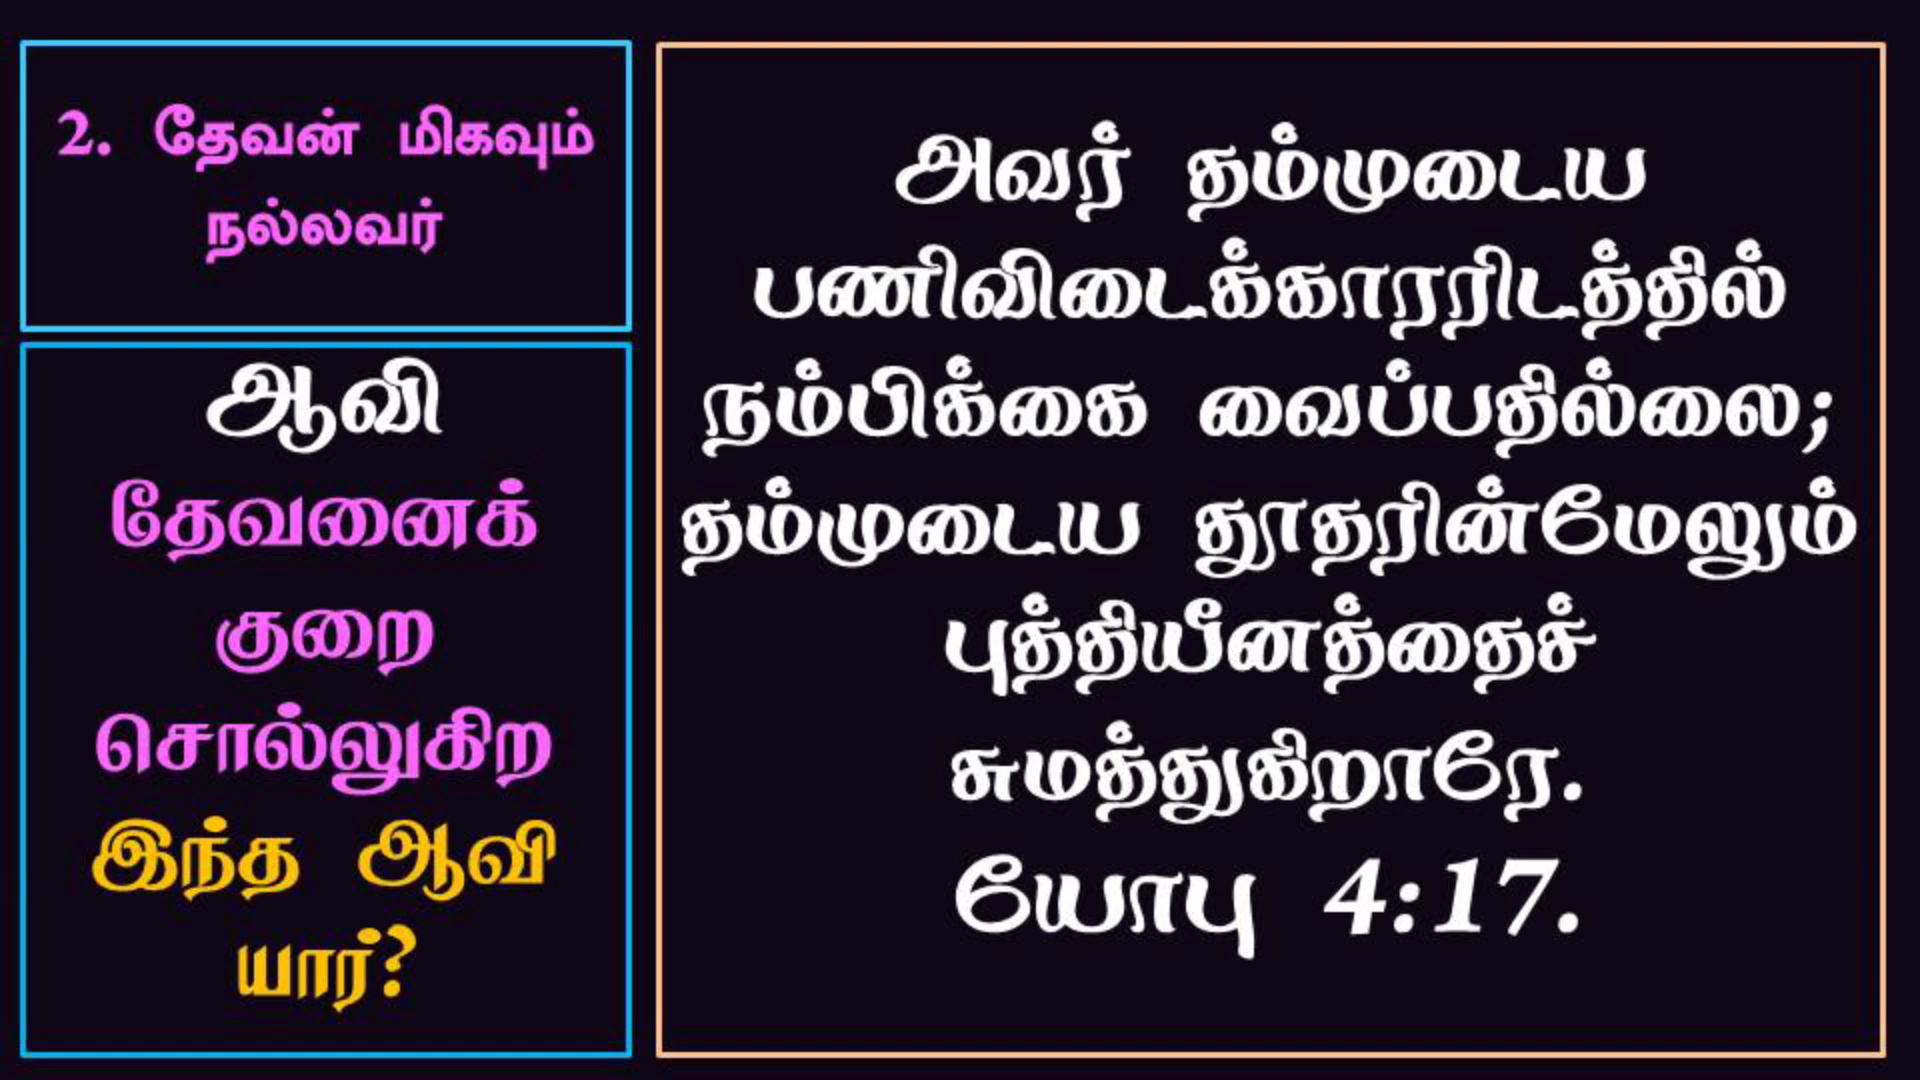 2. தேவன் மிகவும்
நல்லவர்
ஆவி
தேவனைக்
குறை
சொல்லுகிற
இந்த ஆவி
யார்?
அவர் தம்முடைய
பணிவிடைக்காரரிடத்தில்
நம்பிக்கை வைப்பதில்லை;
தம்முடைய தூதரின்மேலும்
புத்தியீனத்தைச்
சுமத்துகிறாரே.
யோபு 4:17.